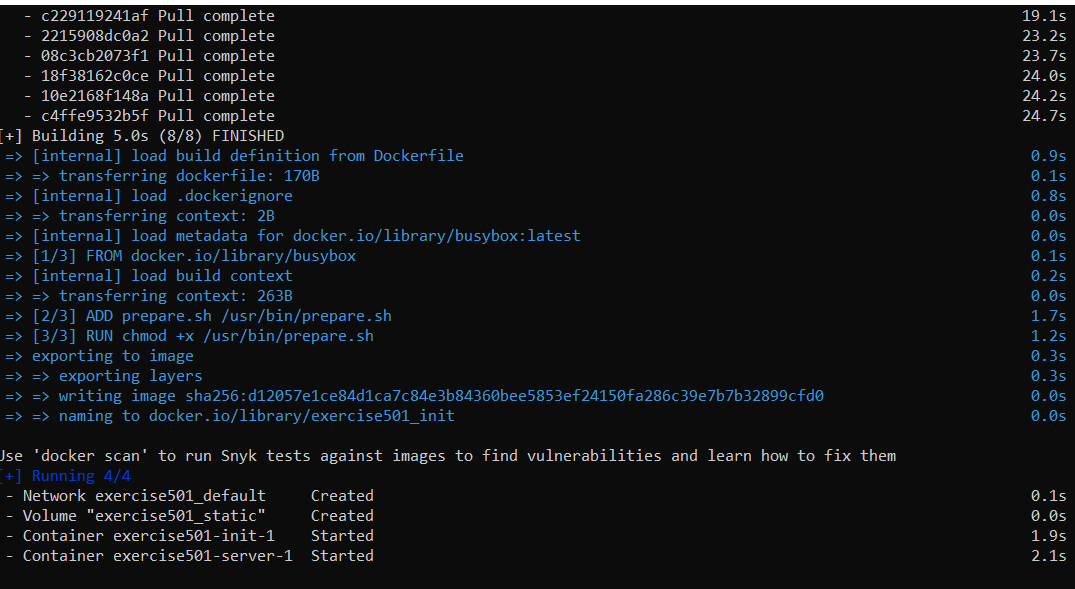 - c229119241af Pull complete 19.1s
- 2215908dc0a2 Pull complete 23.2s
- 08c3cb2073f1 Pull complete 23.7s
- 18f38162c0ce Pull complete 24.0s
- 10e2168f148a Pull complete 24.2s
- c4ffe9532b5f Pull complete 24.7s
[+] Building 5.0s (8/8) FINISHED
=> [internal] load build definition from Dockerfile 0.9s
=> => transferring dockerfile: 170B 0.1s
=> [internal] load .dockerignore 0.8s
=> => transferring context: 2B 0.0s
=> [internal] load metadata for docker.io/library/busybox:latest 0.0s
=> [1/3] FROM docker.io/library/busybox 0.1s
=> [internal] load build context 0.2s
=> => transferring context: 263B 0.0s
=> [2/3] ADD prepare.sh /usr/bin/prepare.sh 1.7s
=> [3/3] RUN chmod +x /usr/bin/prepare.sh 1.2s
=> exporting to image 0.3s
=> => exporting layers 0.3s
=> => writing image sha256:d12057e1ce84d1ca7c84e3b84360bee5853ef24150fa286c39e7b7b32899cfd0 0.0s
=> => naming to docker.io/library/exercise501_init 0.0s
Use 'docker scan' to run Snyk tests against images to find vulnerabilities and learn how to fix them
[+] Running 4/4
- Network exercise501_default Created 0.1s
- Volume "exercise501_static" Created 0.0s
- Container exercise501-init-1 Started 1.9s
- Container exercise501-server-1 Started 2.1s